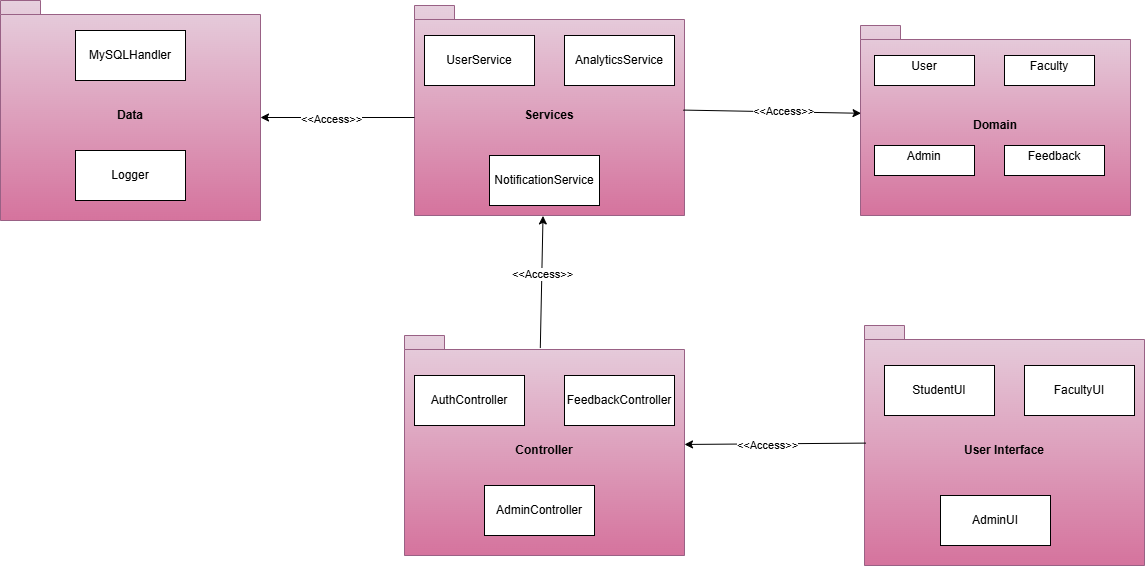 MySQLHandler
Data
Logger
<<Access>>
UserService
AnalyticsService
Services
NotificationService
<<Access>>
User
Faculty
Domain
Admin
Feedback
<<Access>>
AuthController
FeedbackController
Controller
AdminController
<<Access>>
StudentUI
FacultyUI
User Interface
AdminUI